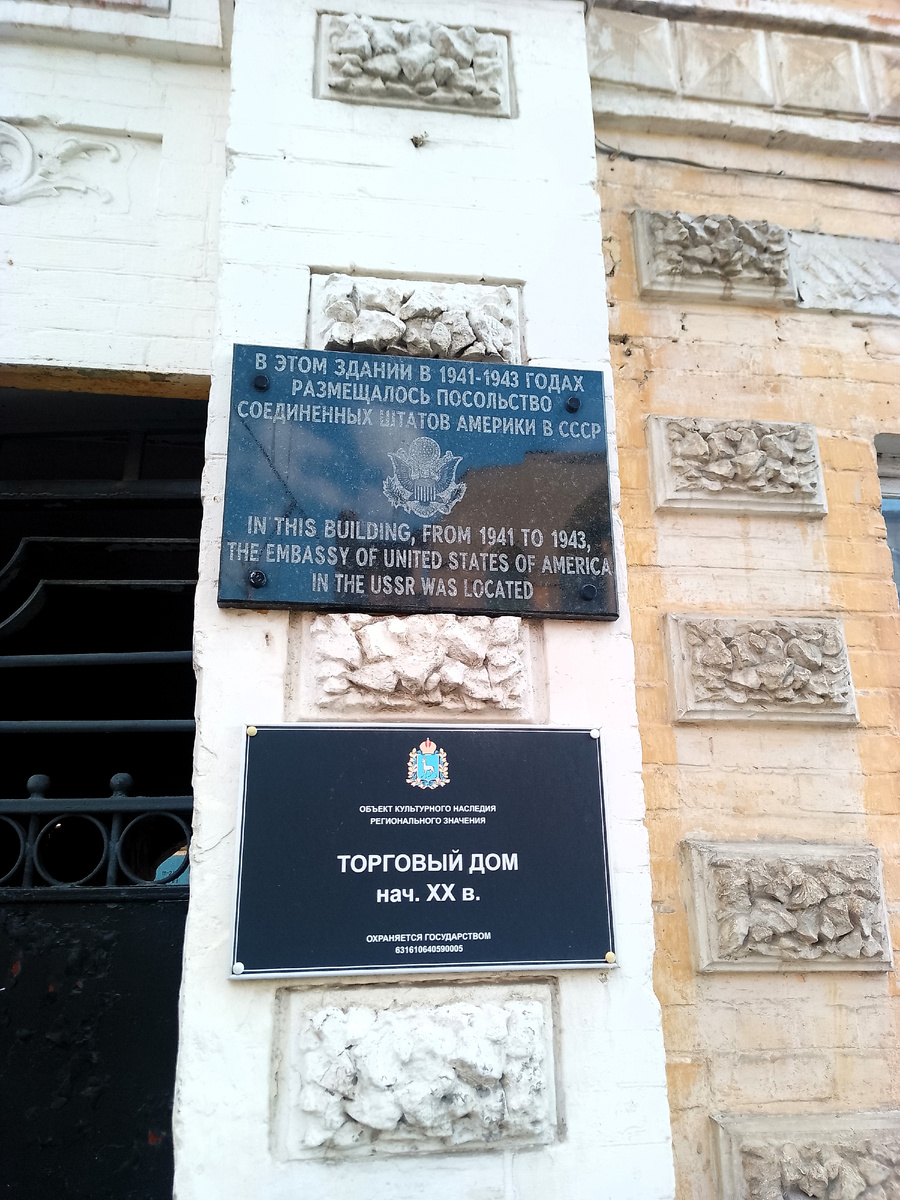 В ЭТОМ ЗДАНИИ В 1941-1943 ГОДАХ
РАЗМЕЩАЛОСЬ ПОСОЛЬСТВО
СОЕДИНЕННЫХ ШТАТОВ АМЕРИКИ В СССР
IN THIS BUILDING, FROM 1941 TO 1943,
THE EMBASSY OF UNITED STATES OF AMERICA
IN THE USSR WAS LOCATED
ОБЪЕКТ КУЛЬТУРНОГО НАСЛЕДИЯ
РЕГИОНАЛЬНОГО ЗНАЧЕНИЯ
ТОРГОВЫЙ ДОМ
нач. XX в.
ОХРАНЯЕТСЯ ГОСУДАРСТВОМ
631610640590005